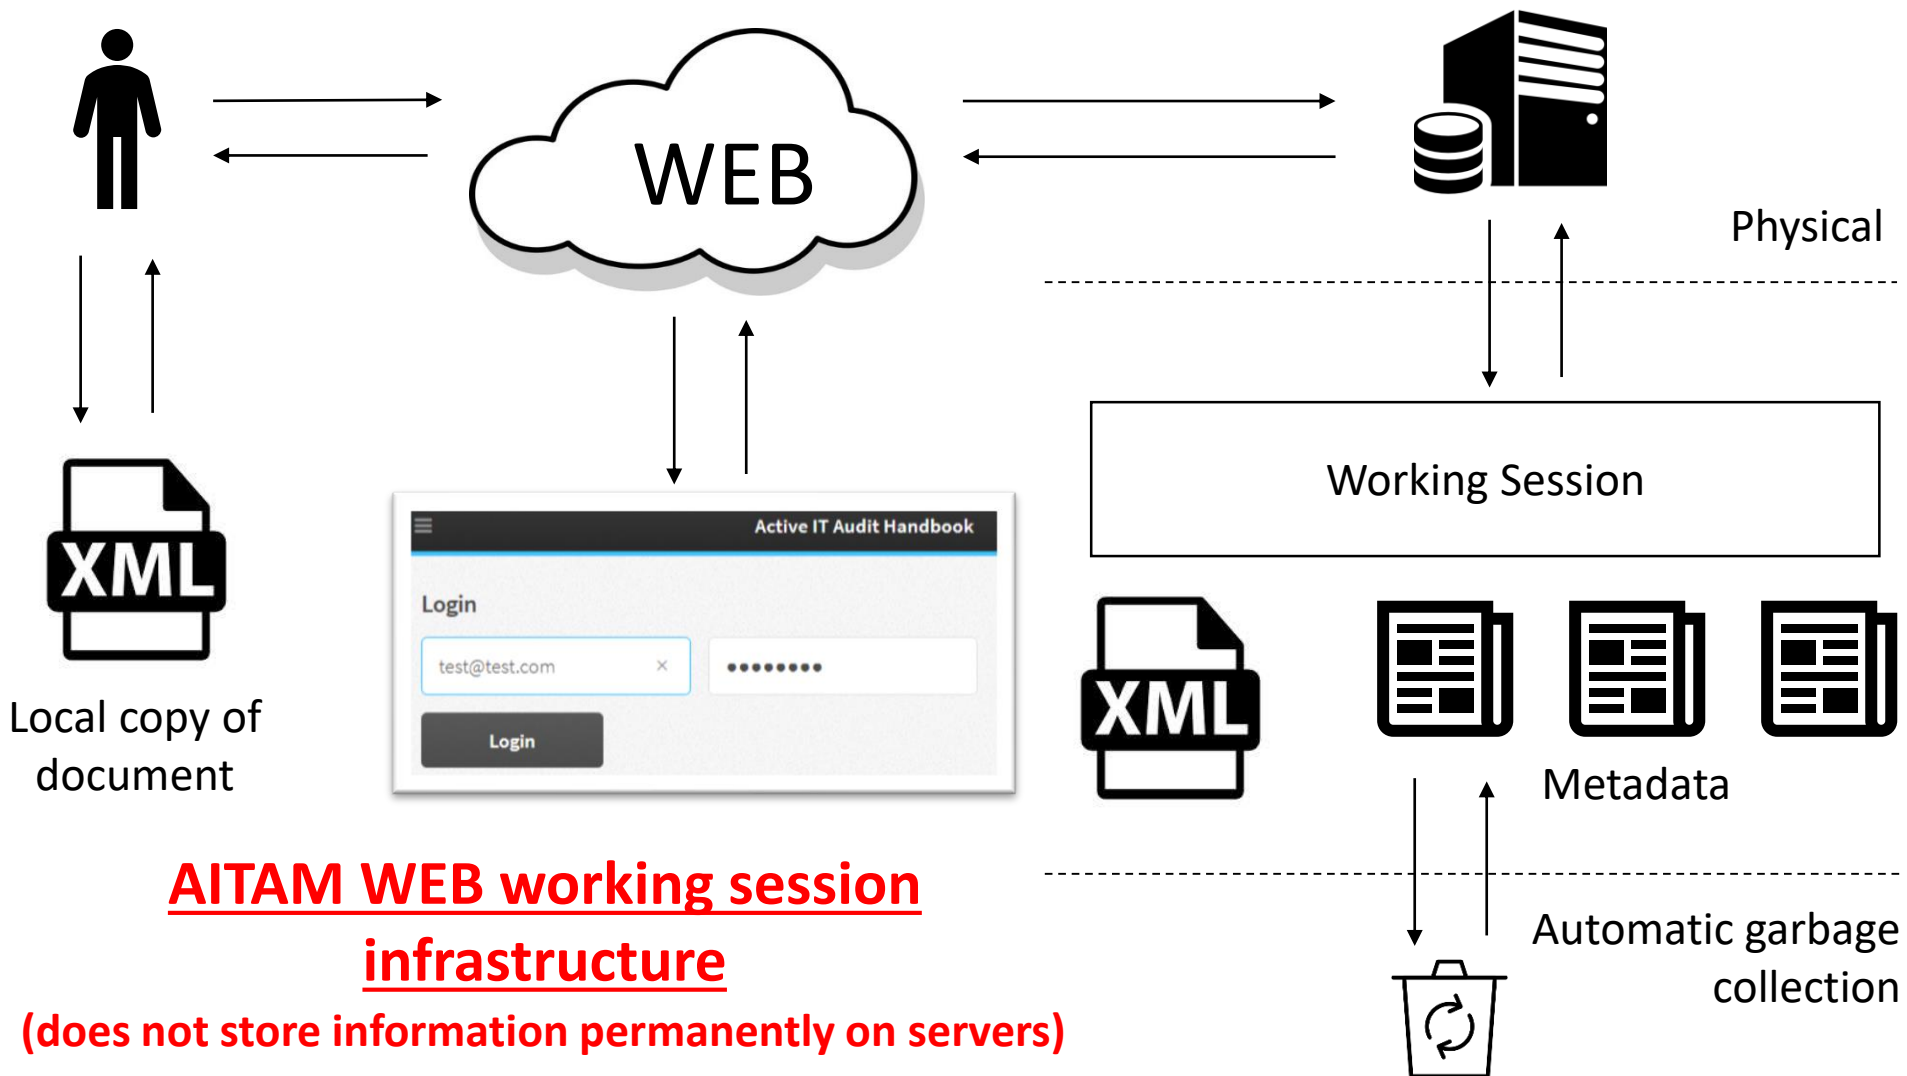 WEB
Physical
Working Session
XML
Local copy of
document
Active IT Audit Handbook
Login
test@test.com ×
••••••••
Login
XML
Metadata
Automatic garbage
collection
AITAM WEB working session
infrastructure
(does not store information permanently on servers)